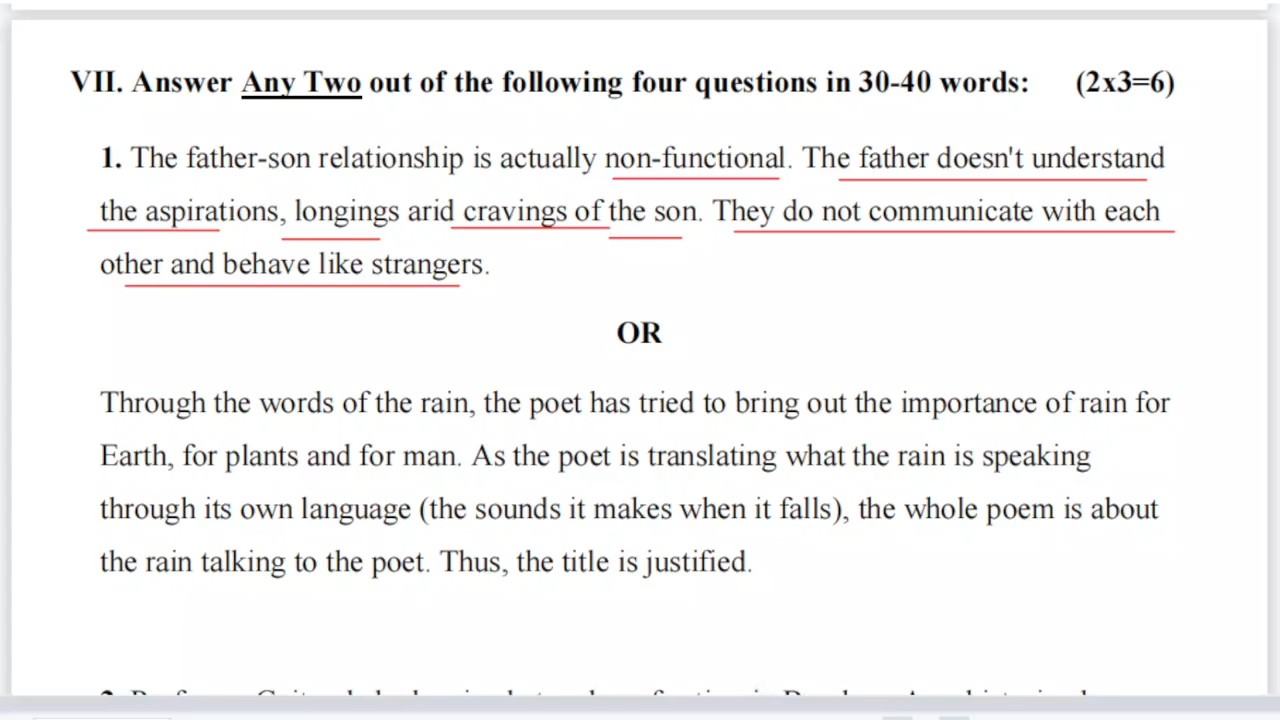 VII. Answer Any Two out of the following four questions in 30-40 words: (2x3=6)
1. The father-son relationship is actually non-functional. The father doesn't understand
the aspirations, longings arid cravings of the son. They do not communicate with each
other and behave like strangers.
OR
Through the words of the rain, the poet has tried to bring out the importance of rain for
Earth, for plants and for man. As the poet is translating what the rain is speaking
through its own language (the sounds it makes when it falls), the whole poem is about
the rain talking to the poet. Thus, the title is justified.